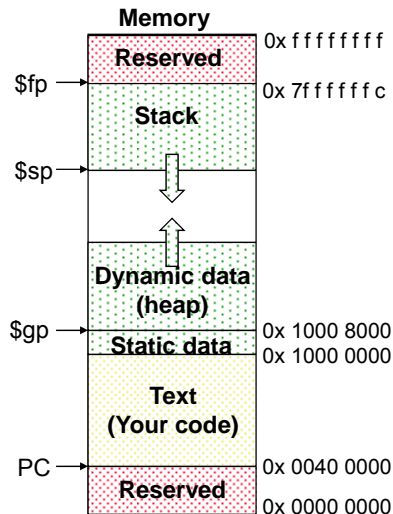 Memory
0x f f f f f f f f
Reserved
$fp
0x 7f f f f f f c
Stack
$sp
Dynamic data
(heap)
$gp
0x 1000 8000
Static data
0x 1000 0000
Text
(Your code)
PC
0x 0040 0000
Reserved
0x 0000 0000